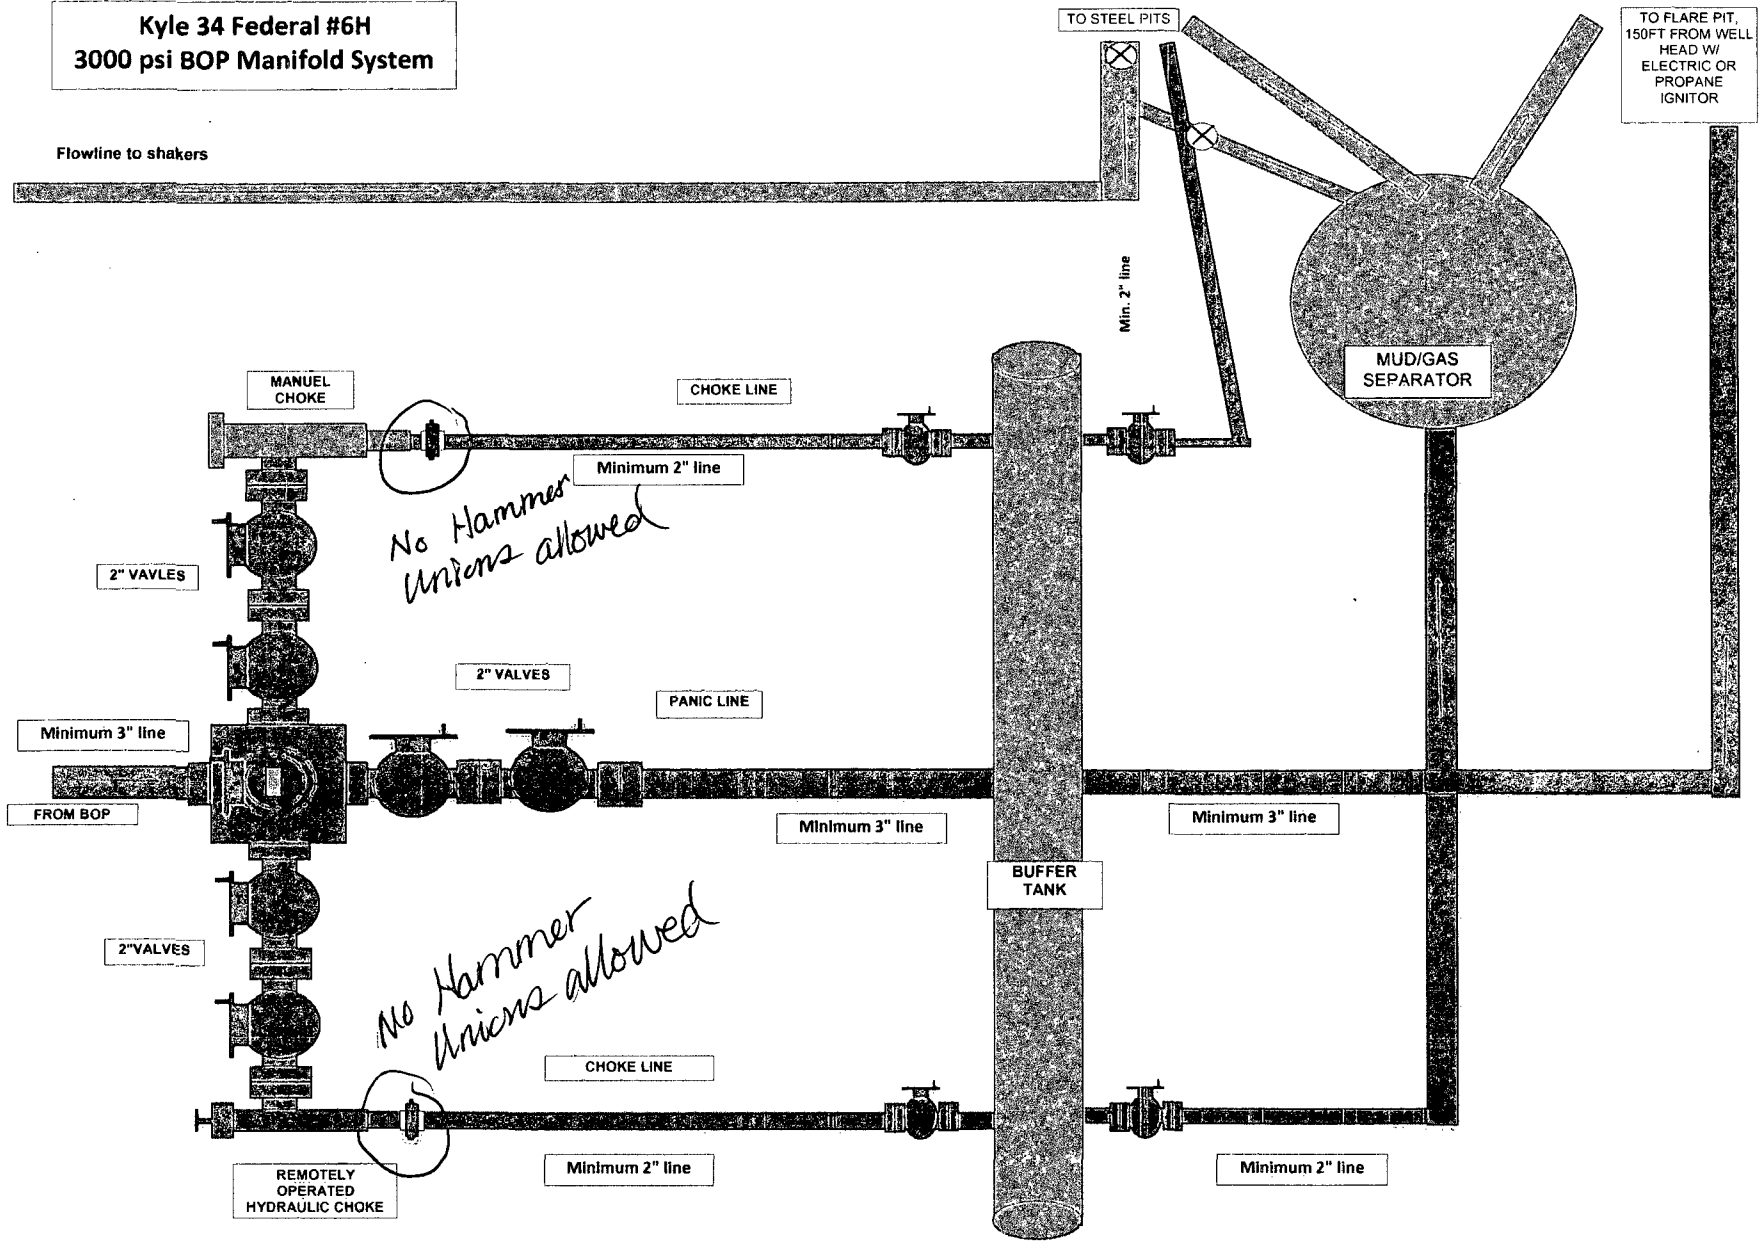 Kyle 34 Federal #6H
3000 psi BOP Manifold System
TO STEEL PITS
TO FLARE PIT,
150FT FROM WELL
HEAD W/
ELECTRIC OR
PROPANE
IGNITOR
Flowline to shakers
Min. 2" line
MUD/GAS
SEPARATOR
MANUEL
CHOKE
CHOKE LINE
Minimum 2" line
No Hammer
Unions allowed
2" VAVLES
2" VALVES
PANIC LINE
Minimum 3" line
FROM BOP
Minimum 3" line
Minimum 3" line
BUFFER
TANK
2"VALVES
No Hammer
Unions allowed
CHOKE LINE
Minimum 2" line
Minimum 2" line
REMOTELY
OPERATED
HYDRAULIC CHOKE